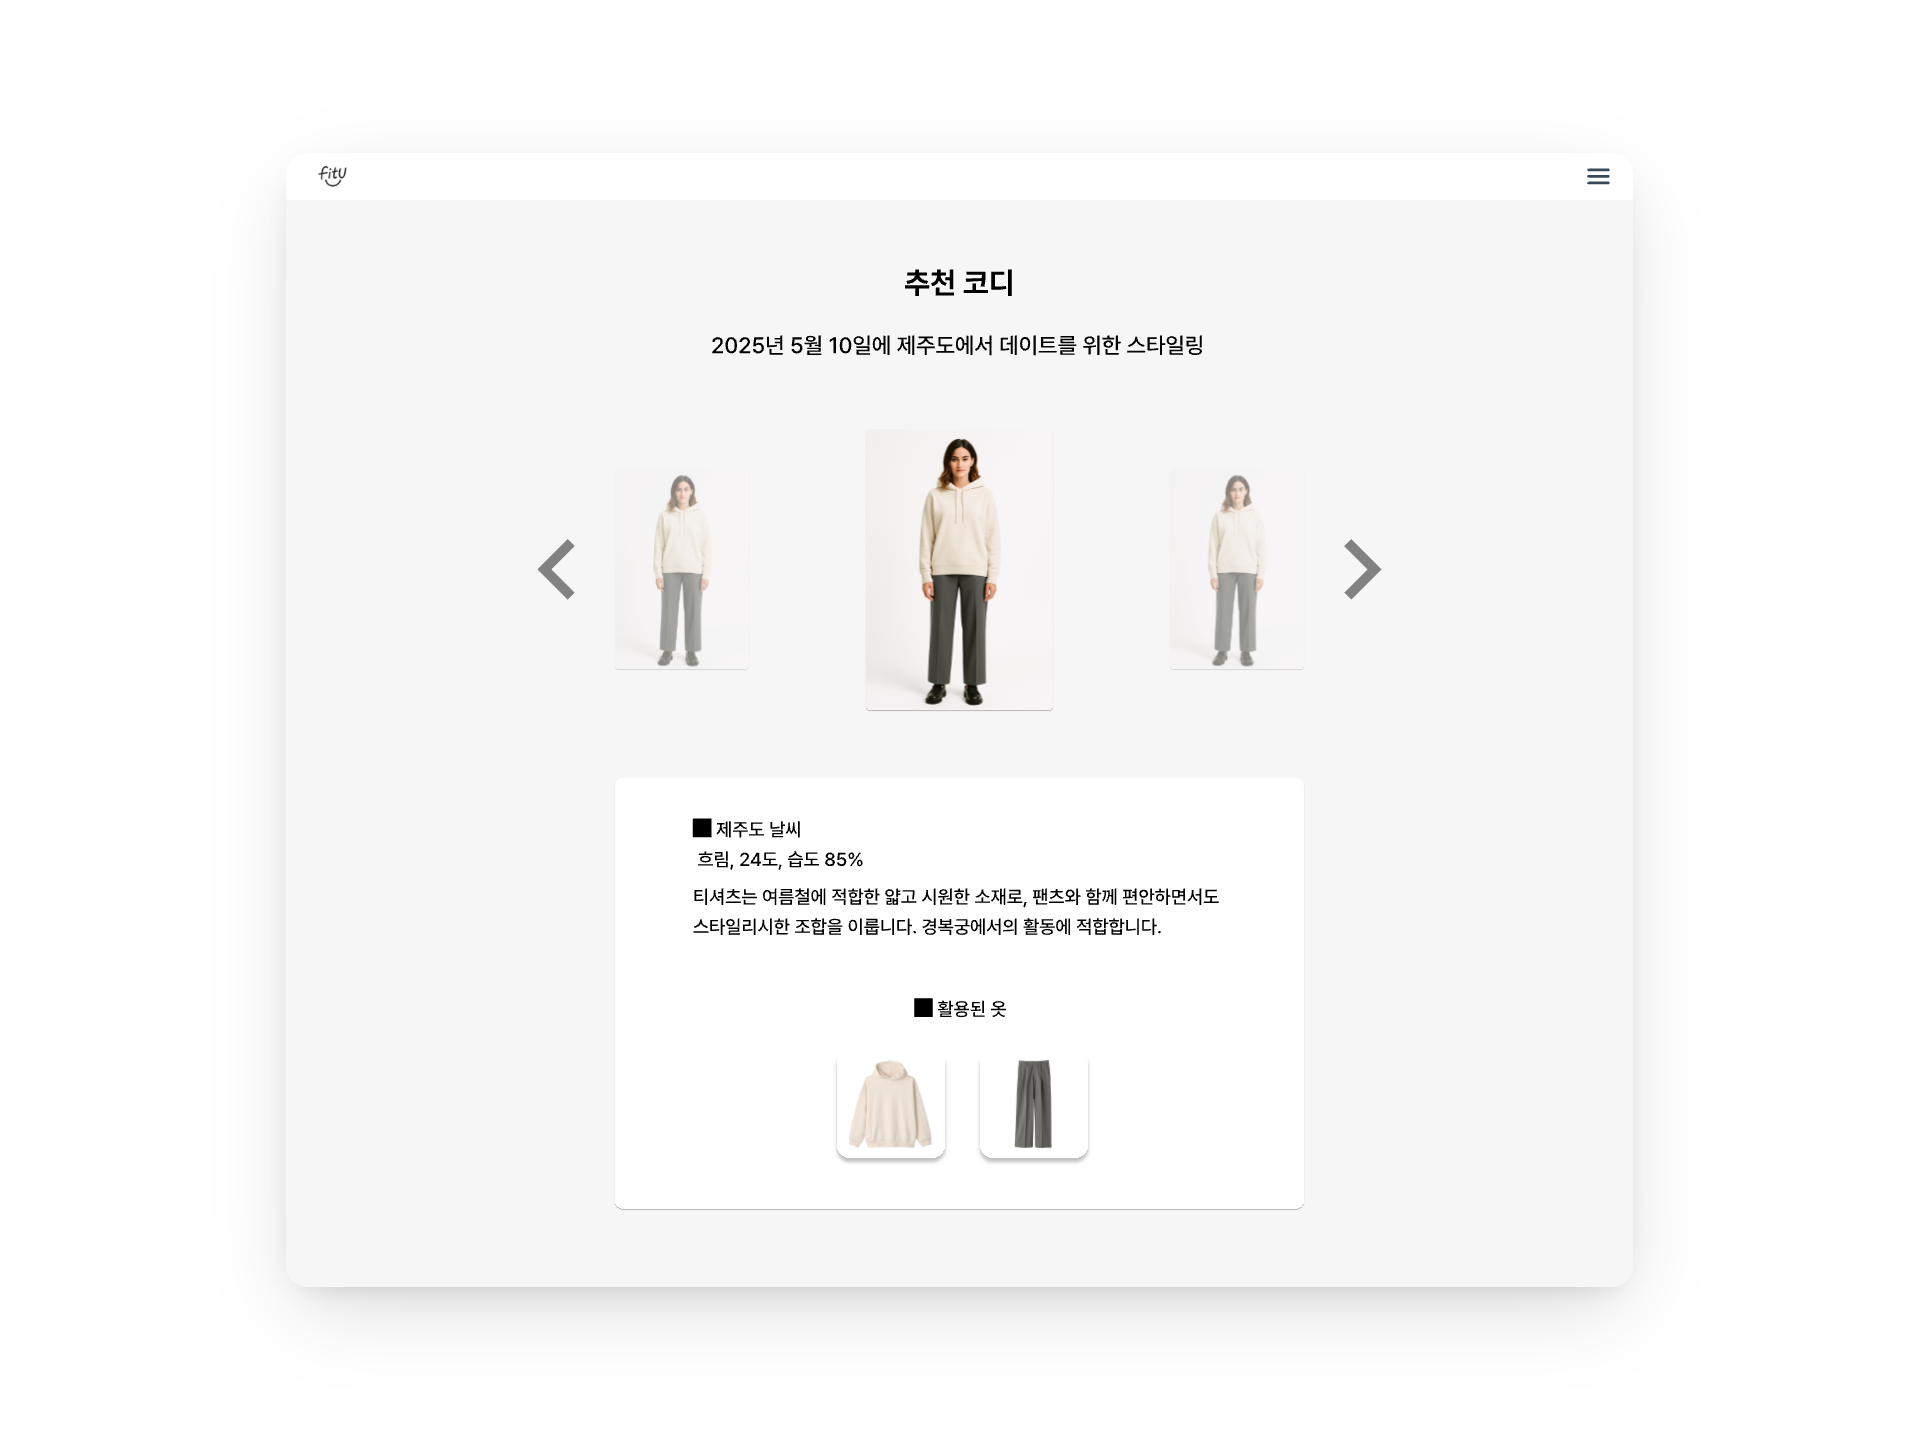 fitU
추천 코디
2025년 5월 10일에 제주도에서 데이트를 위한 스타일링
제주도 날씨
흐림, 24도, 습도 85%
티셔츠는 여름철에 적합한 얇고 시원한 소재로, 팬츠와 함께 편안하면서도
스타일리시한 조합을 이룹니다. 경복궁에서의 활동에 적합합니다.
활용된 옷